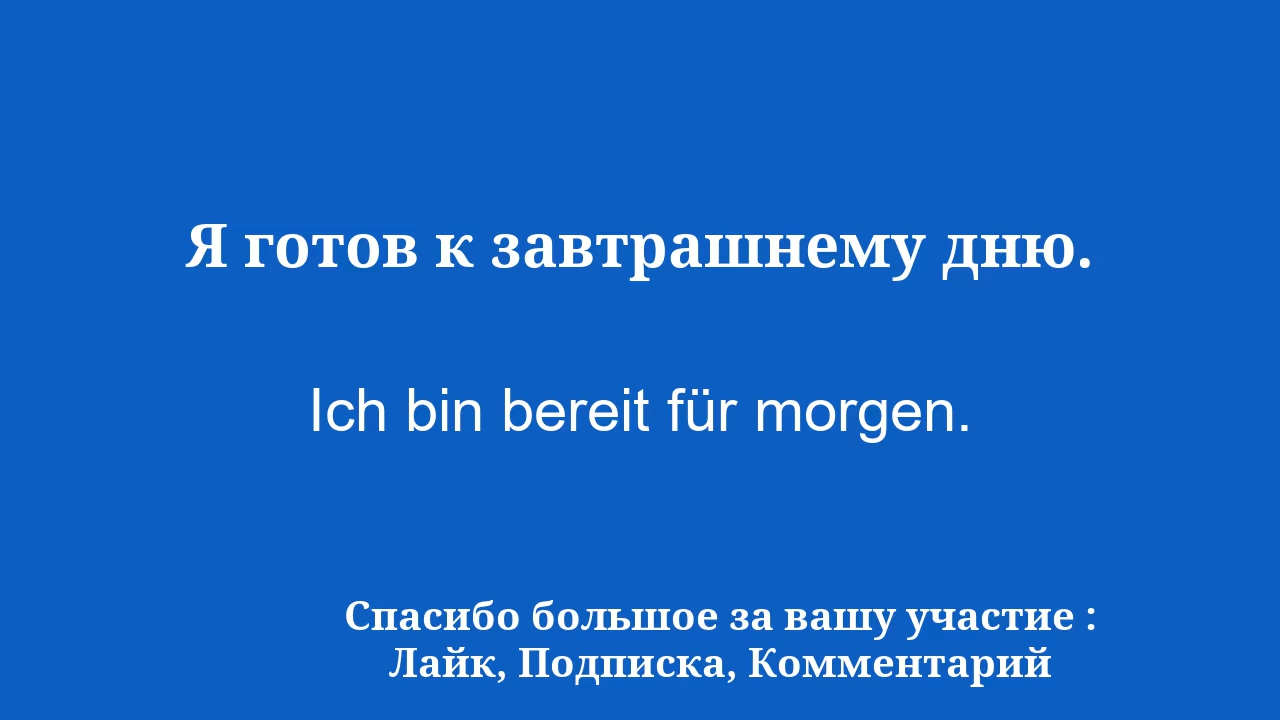 Я готов к завтрашнему дню.
Ich bin bereit für morgen.
Спасибо большое за вашу участие :
Лайк, Подписка, Комментарий